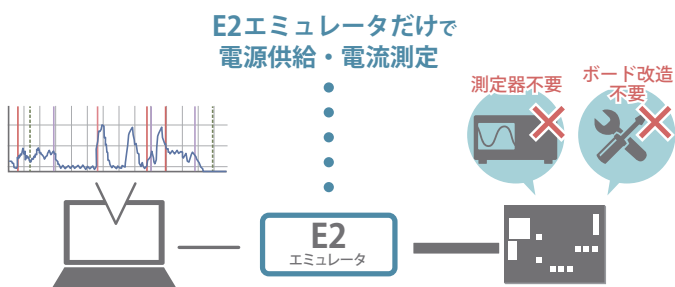 E2エミュレータだけで
電源供給・電流測定
測定器不要
ボード改造
不要
E2
エミュレータ